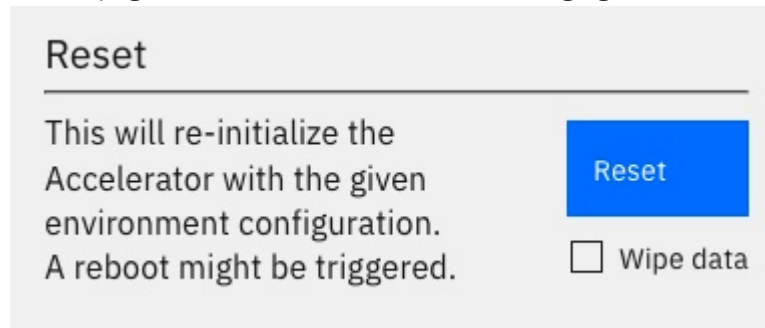 Reset
This will re-initialize the
Accelerator with the given
environment configuration.
A reboot might be triggered.
Reset
Wipe data